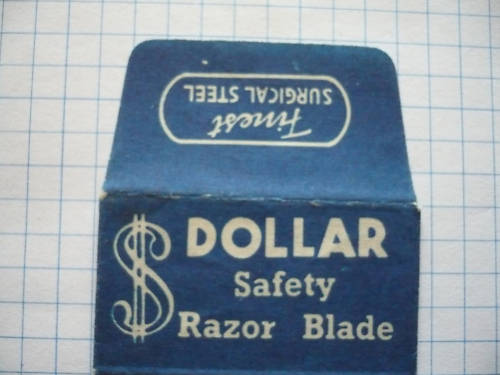 Finest
SURGICAL STEEL
$ DOLLAR
Safety
Razor Blade